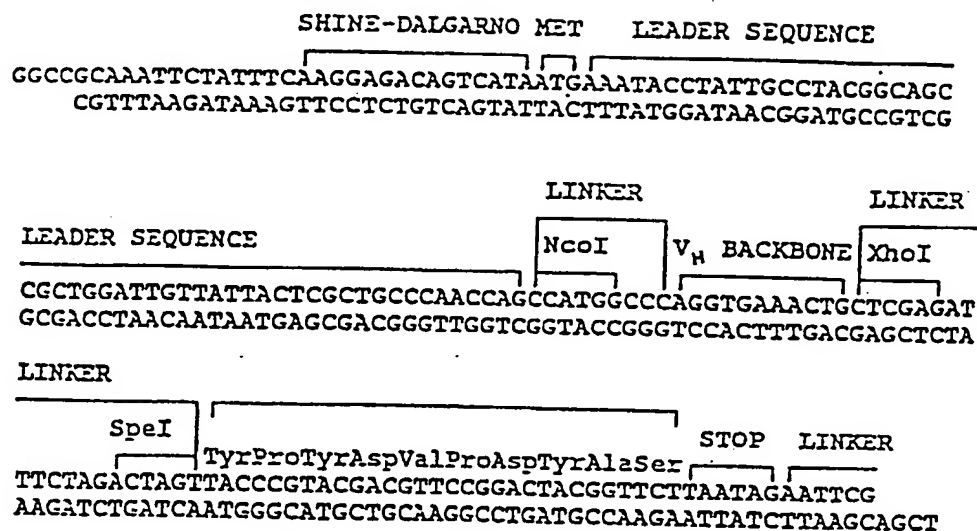 SHINE-DALGARNO MET LEADER SEQUENCE
GGCCGCAAATTCTATTTCAAGGAGACAGTCATAATGAAATACCTATTGCCTACGGCAGC
CGTTTAAGATAAAGTTCCTCTGTCAGTATTACTTTATGGATAACGGATGCCGTCG
LINKER LINKER
LEADER SEQUENCE NcoI VH BACKBONE XhoI
CGCTGGATTGTTATTACTCGCTGCCCAACCAGCCATGGCCCAGGTGAAACTGCTCGAGAT
GCGACCTAACAATAATGAGCGACGGGTTGGTCGGTACCGGGTCCACTTTGACGAGCTCTA
LINKER
SpeI TyrProTyrAspValProAspTyrAlaSer STOP LINKER
TTCTAGACTAGTTACCCGTACGACGTTCCGGACTACGGTTCTTAATAGAATTCG
AAGATCTGATCAATGGGCATGCTGCAAGGCCTGATGCCAAGAATTATCTTAAGCAGCT